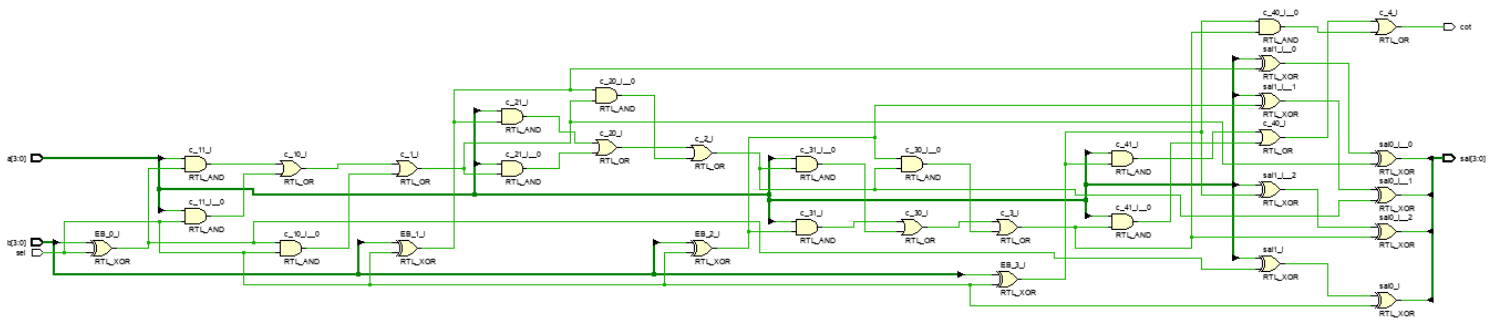 c_40_i__0
RTL_AND
c_4_i
RTL_OR
cot
sal1_i__0
RTL_XOR
c_20_i__0
RTL_AND
sal1_i__1
RTL_XOR
c_21_i
RTL_AND
c_20_i
RTL_OR
c_2_i
RTL_OR
c_40_i
RTL_OR
c_11_i
RTL_AND
c_10_i
RTL_OR
c_1_i
RTL_OR
c_21_i__0
RTL_AND
c_31_i__0
RTL_AND
c_30_i__0
RTL_AND
c_41_i
RTL_AND
sal0_i__0
RTL_XOR
a[3:0]
sal[3:0]
c_11_i__0
RTL_AND
sal1_i__2
RTL_XOR
sal0_i__1
RTL_XOR
c_31_i
RTL_AND
c_30_i
RTL_OR
c_3_i
RTL_OR
c_41_i__0
RTL_AND
sal0_i__2
RTL_XOR
b[3:0]
sel
EB_0_i
RTL_XOR
c_10_i__0
RTL_AND
EB_1_i
RTL_XOR
EB_2_i
RTL_XOR
EB_3_i
RTL_XOR
sal1_i
RTL_XOR
sal0_i
RTL_XOR